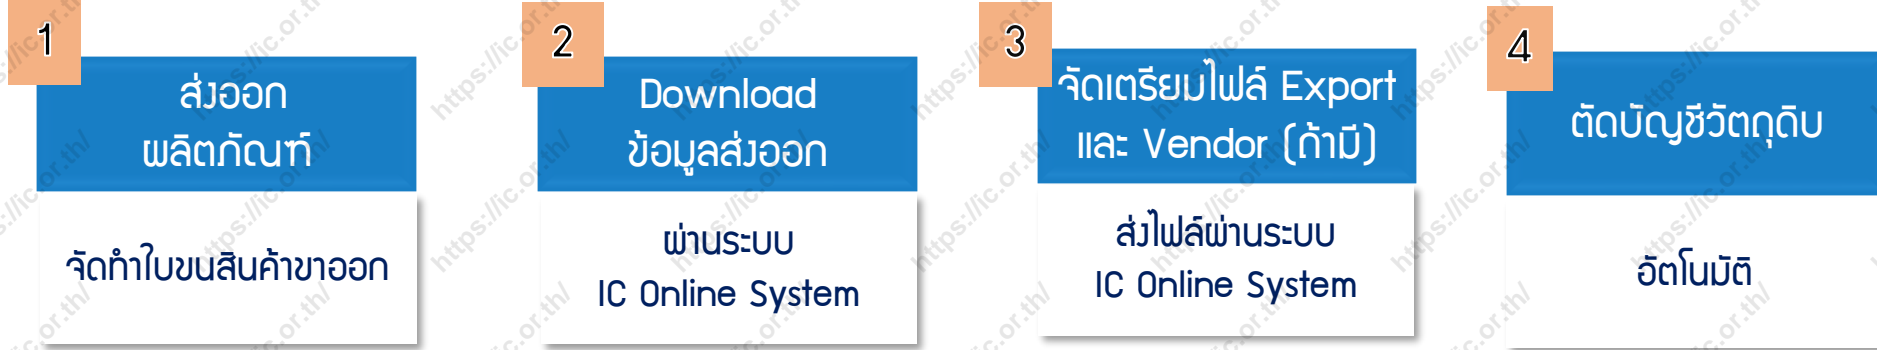 1
ส่งออก
ผลิตภัณฑ์
จัดทำใบขนสินค้าขาออก
2
Download
ข้อมูลส่งออก
ผ่านระบบ
IC Online System
3
จัดเตรียมไฟล์ Export
และ Vendor (ถ้ามี)
ส่งไฟล์ผ่านระบบ
IC Online System
4
ตัดบัญชีวัตถุดิบ
อัตโนมัติ
https://ic.or.th/